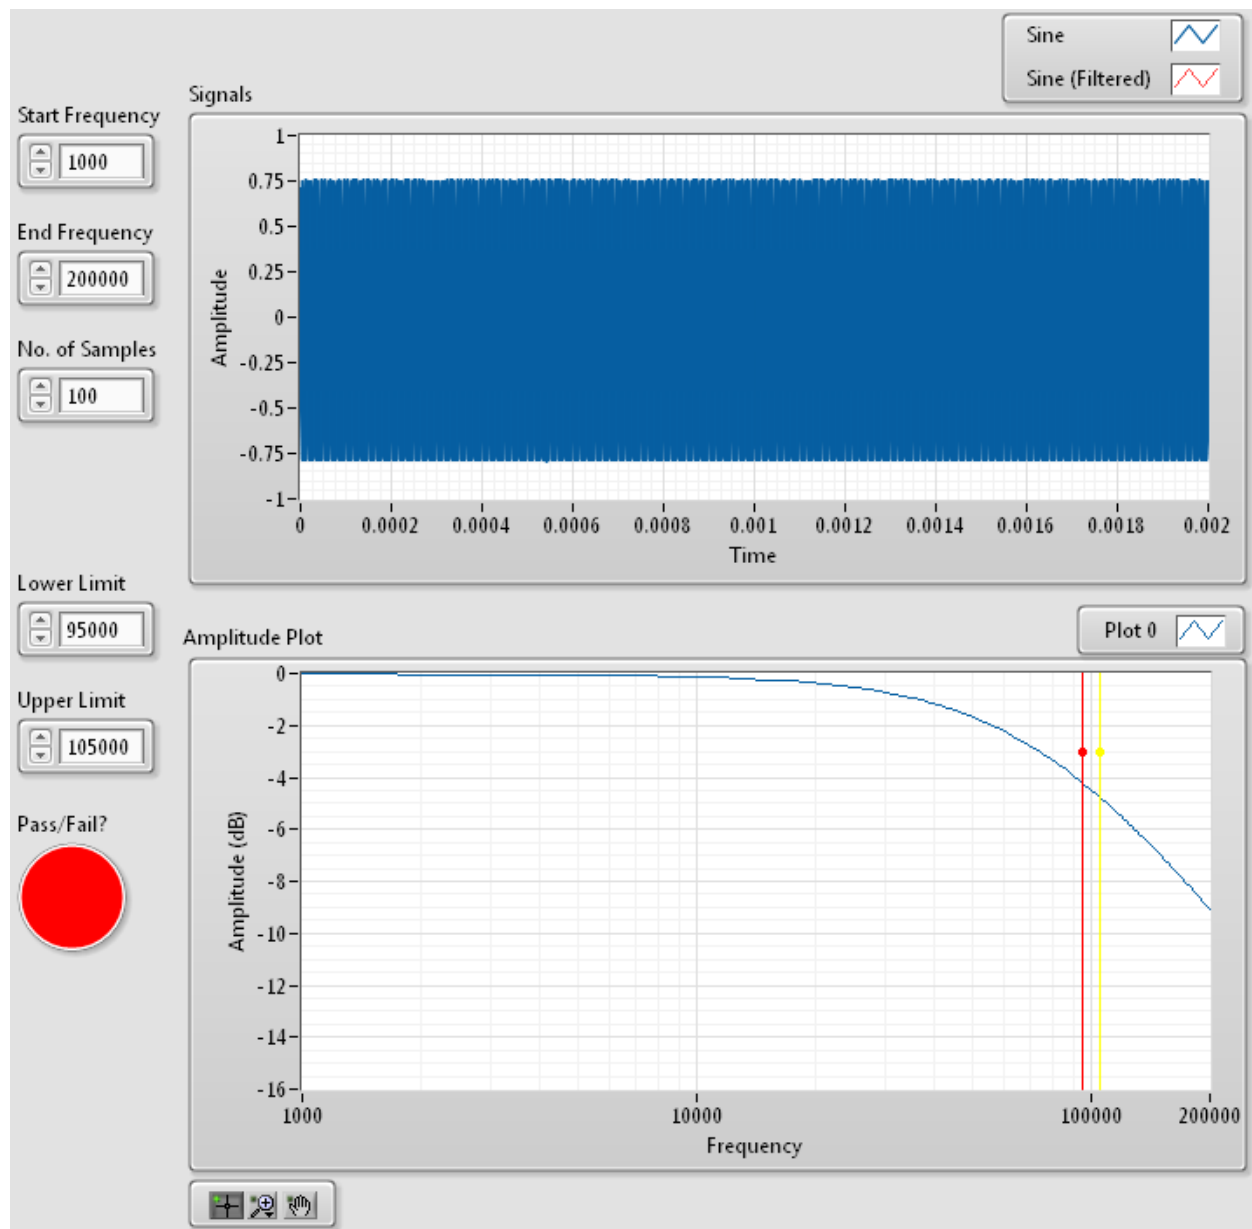 Sine
Sine (Filtered)
Signals
Start Frequency
1000
End Frequency
200000
No. of Samples
100
1
0.75
0.5
0.25
0
-0.25
-0.5
-0.75
-1
Amplitude
0 0.0002 0.0004 0.0006 0.0008 0.001 0.0012 0.0014 0.0016 0.0018 0.002
Time
Lower Limit
95000
Upper Limit
105000
Pass/Fail?
Amplitude Plot
Plot 0
0
-2
-4
-6
-8
-10
-12
-14
-16
Amplitude (dB)
1000 10000 100000 200000
Frequency